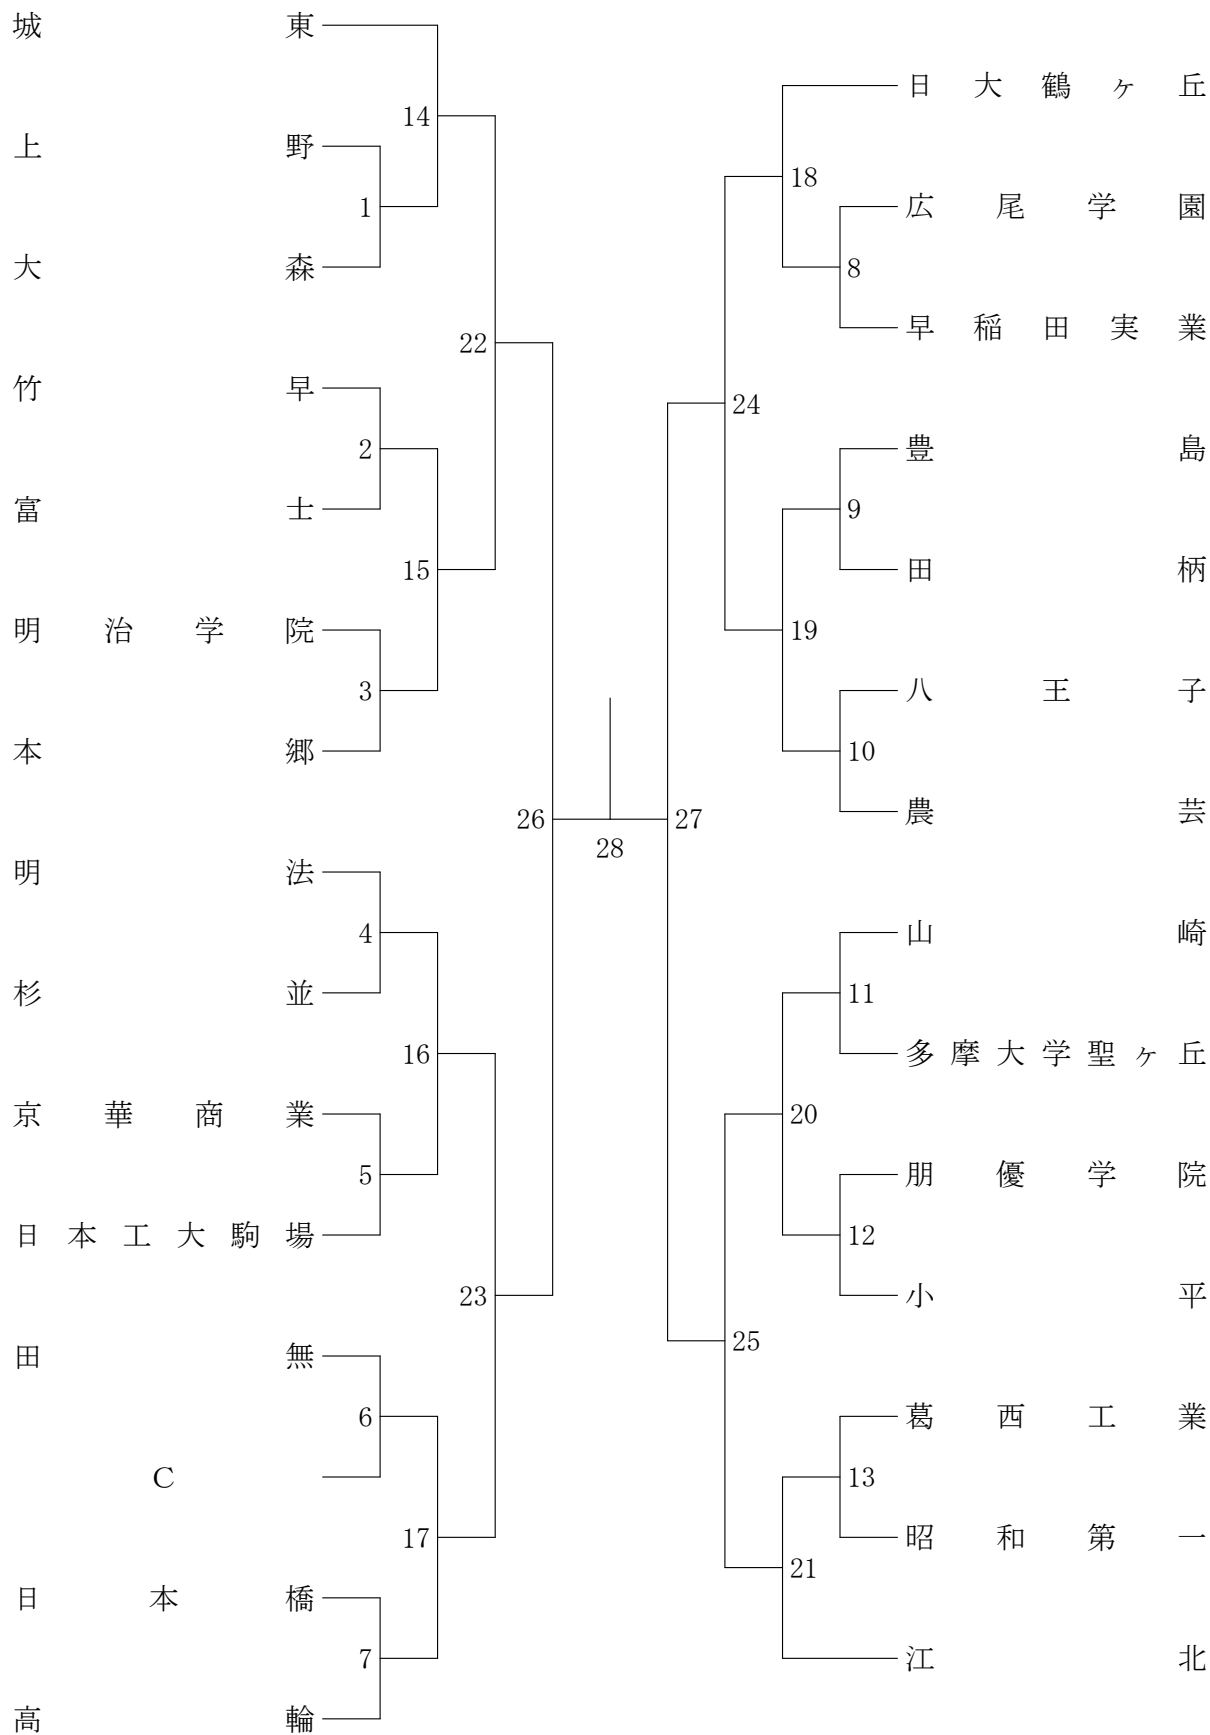 城東
上野
大森
竹早
富士
明治学院
本郷
明法
杉並
京華商業
日本工大駒場
田無
C
日本橋
高輪
1
2
3
4
5
6
7
14
15
16
17
22
23
26
28
27
24
25
18
19
20
21
8
9
10
11
12
13
日大鶴ヶ丘
広尾学園
早稲田実業
豊島
田柄
八王子
農芸
山崎
多摩大学聖ヶ丘
朋優学院
小平
葛西工業
昭和第一
江北